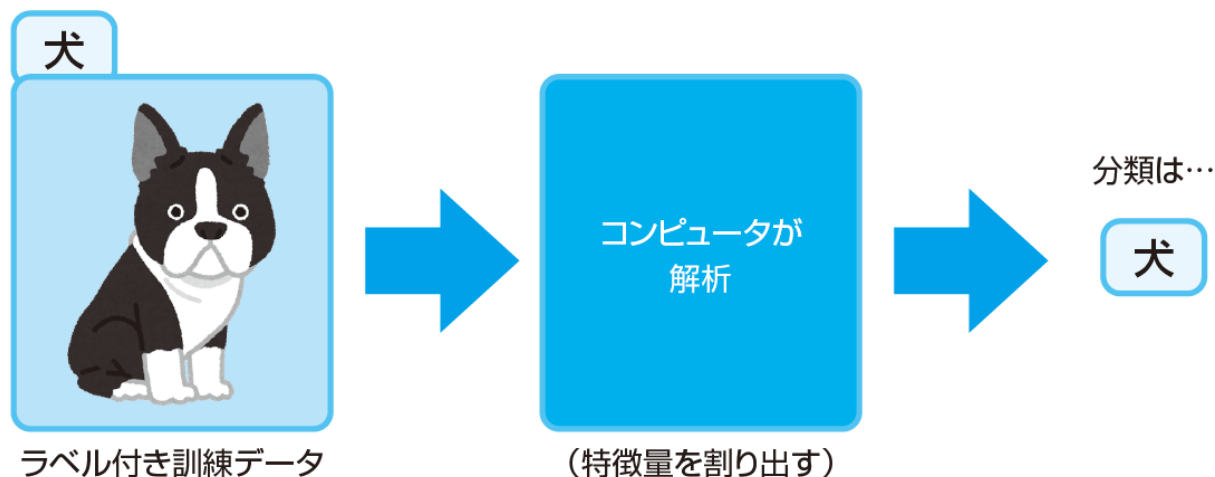 犬
ラベル付き訓練データ
コンピュータが
解析
（特徴量を割り出す）
分類は…
犬